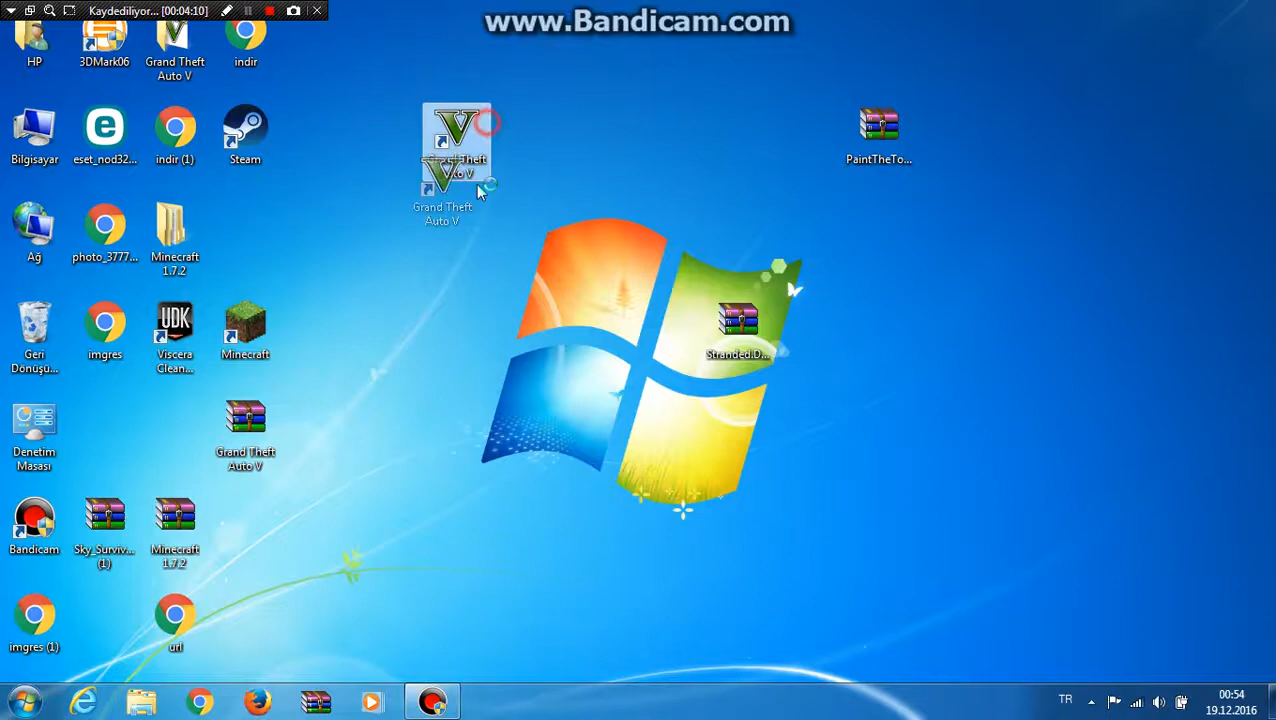 Kaydediliyor... [00:04:10]
www.Bandicam.com
HP
3DMark06
Grand Theft
Auto V
indir
Bilgisayar
eset_nod32...
indir (1)
Steam
Grand Theft
Auto V
PaintTheTo...
Ağ
photo_3777...
Minecraft
1.7.2
Geri
Dönüşü...
imgres
UDK
Viscera
Clean...
Minecraft
Stranded.D...
Denetim
Masası
Grand Theft
Auto V
Bandicam
Sky_Surviv...
(1)
Minecraft
1.7.2
imgres (1)
url
TR
00:54
19.12.2016